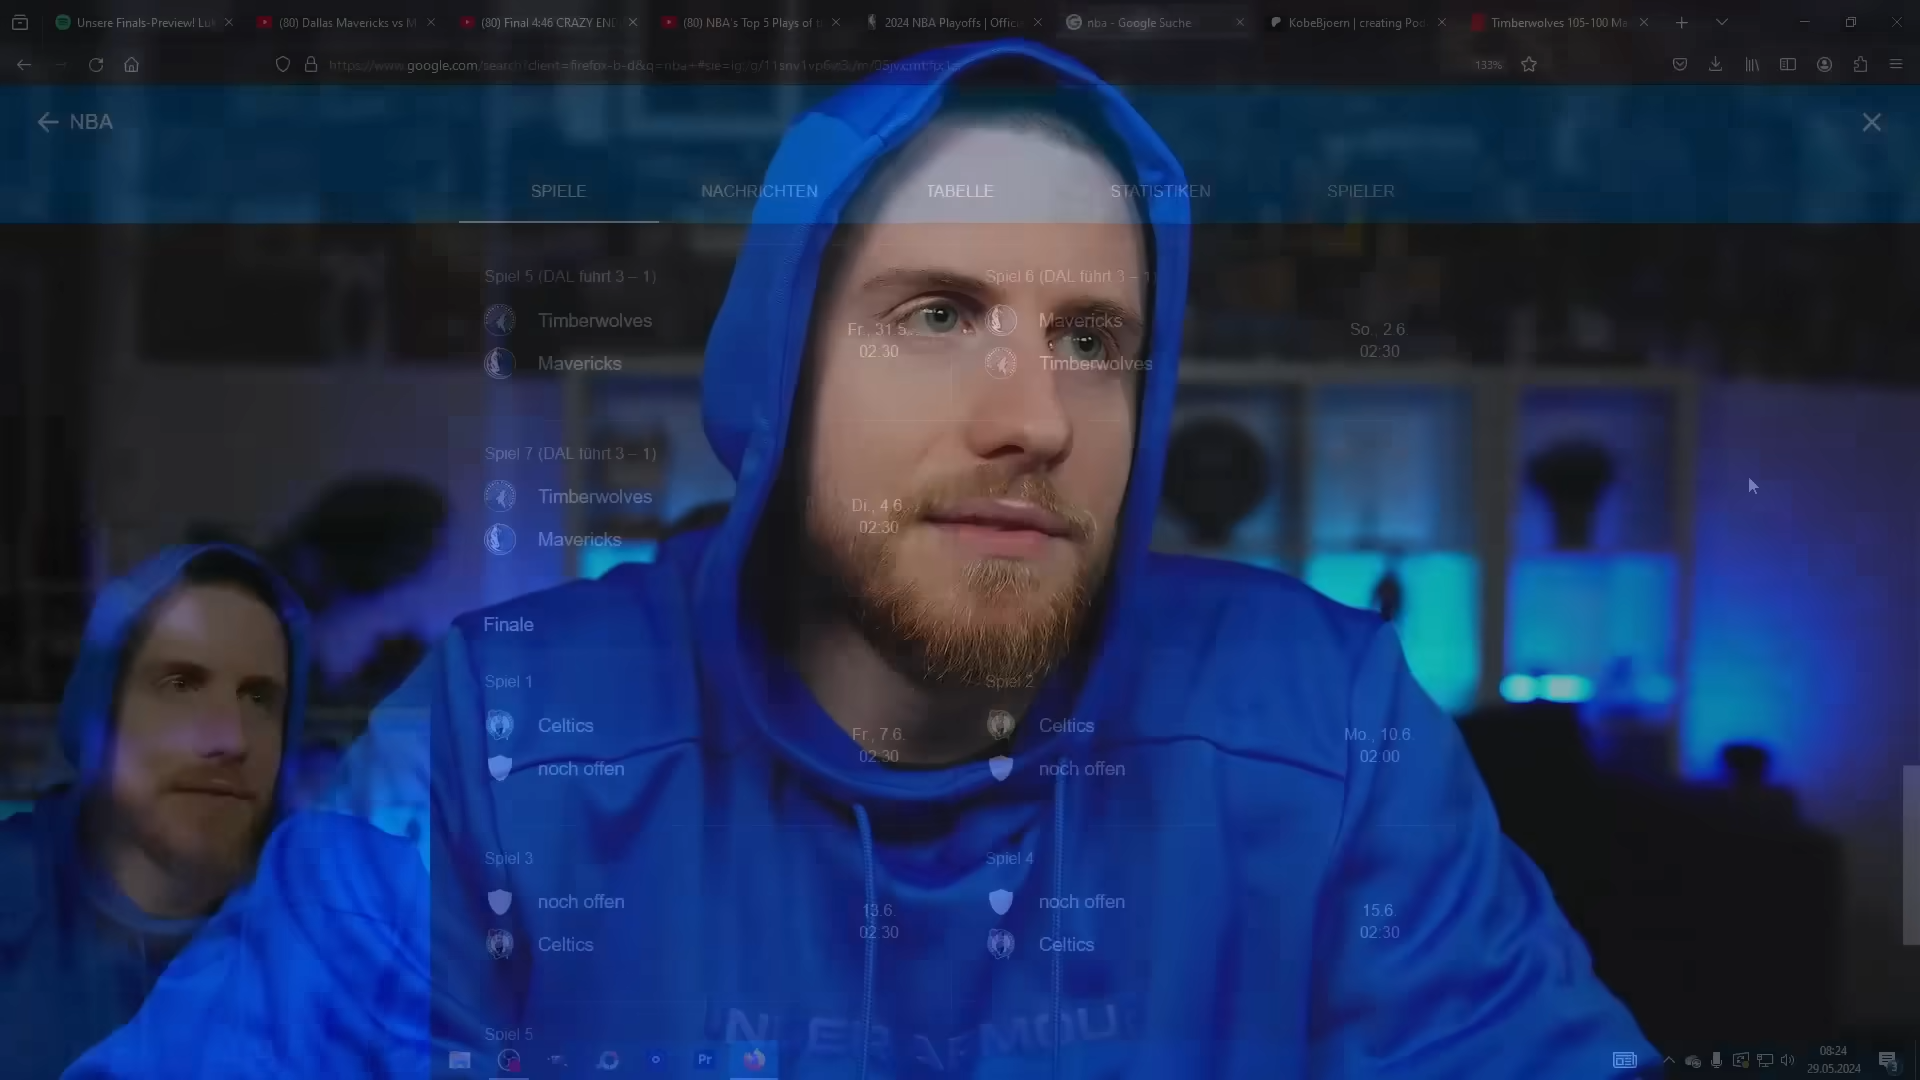 Unsere Finals-Preview! Luk
(80) Dallas Mavericks vs M
(80) Final 4:46 CRAZY END
(80) NBA's Top 5 Plays of t
2024 NBA Playoffs | Offici
nba - Google Suche
KobeBjoern | creating Pod
Timberwolves 105-100 Ma
133%
NBA
SPIELE
NACHRICHTEN
TABELLE
STATISTIKEN
SPIELER
Spiel 5 (DAL führt 3 – 1)
Timberwolves
Mavericks
Fr., 31.5.
02:30
Spiel 6 (DAL führt 3 – 1)
Mavericks
Timberwolves
So., 2.6.
02:30
Spiel 7 (DAL führt 3 – 1)
Timberwolves
Mavericks
Di., 4.6.
02:30
Finale
Spiel 1
Celtics
noch offen
Fr., 7.6.
02:30
Spiel 2
Celtics
noch offen
Mo., 10.6.
02:00
Spiel 3
noch offen
Celtics
13.6.
02:30
Spiel 4
noch offen
Celtics
15.6.
02:30
Spiel 5
Pr
08:24
29.05.2024
3